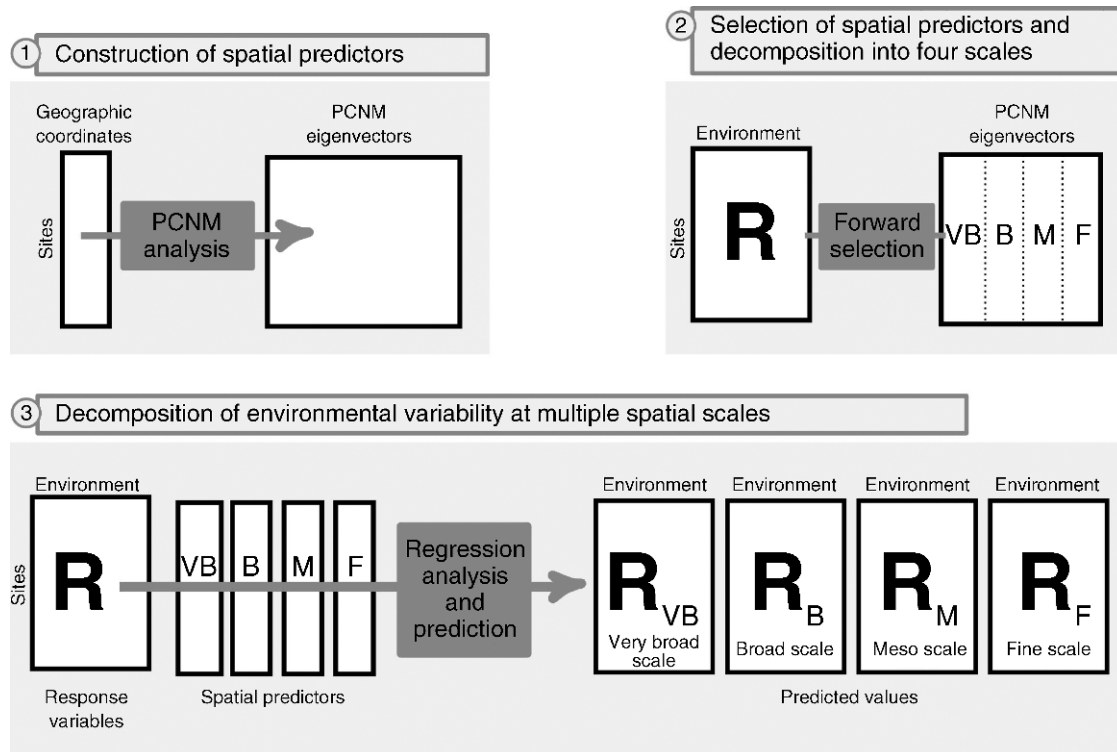 1 Construction of spatial predictors
Geographic
coordinates
PCNM
eigenvectors
Sites
PCNM
analysis
2 Selection of spatial predictors and
decomposition into four scales
Environment
PCNM
eigenvectors
Sites
R
Forward
selection
VB B M F
3 Decomposition of environmental variability at multiple spatial scales
Environment
Sites
R
VB B M F
Regression
analysis
and
prediction
Environment Environment Environment Environment
R VB R B R M R F
Very broad
scale
Broad scale Meso scale Fine scale
Response
variables
Spatial predictors
Predicted values